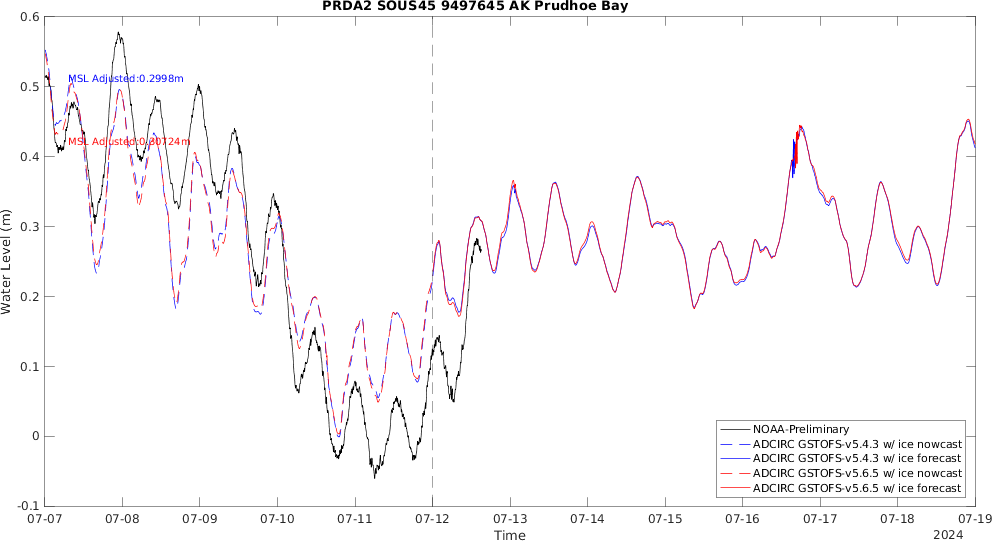 PRDA2 SOUS45 9497645 AK Prudhoe Bay
0.6
0.5
0.4
0.3
0.2
0.1
0
-0.1
Water Level (m)
MSL Adjusted:0.2998m
MSL Adjusted:0.30724m
NOAA-Preliminary
ADCIRC GSTOFS-v5.4.3 w/ ice nowcast
ADCIRC GSTOFS-v5.4.3 w/ ice forecast
ADCIRC GSTOFS-v5.6.5 w/ ice nowcast
ADCIRC GSTOFS-v5.6.5 w/ ice forecast
07-07 07-08 07-09 07-10 07-11 07-12 07-13 07-14 07-15 07-16 07-17 07-18 07-19
Time
2024